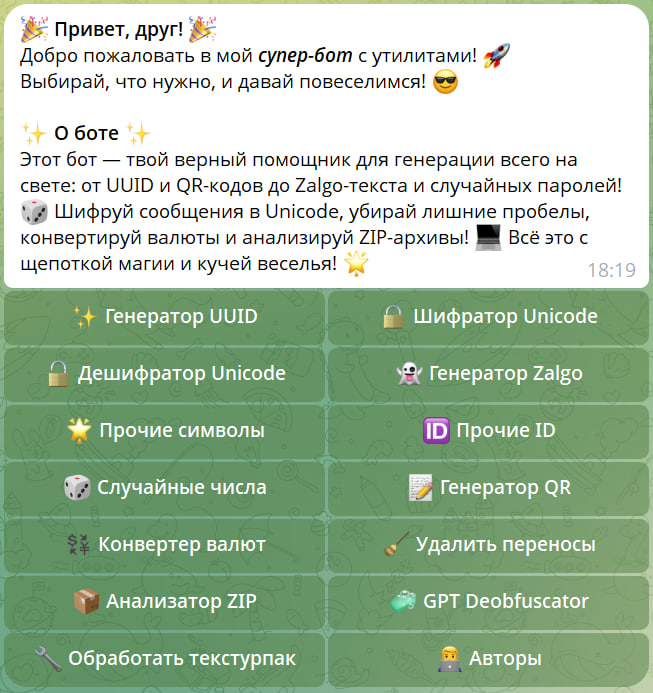 🎉 Привет, друг! 🎉
Добро пожаловать в мой супер-бот с утилитами! 🚀
Выбирай, что нужно, и давай повеселимся! 😎
✨ О боте ✨
Этот бот — твой верный помощник для генерации всего на
свете: от UUID и QR-кодов до Zalgo-текста и случайных паролей!
🎲 Шифруй сообщения в Unicode, убирай лишние пробелы,
конвертируй валюты и анализируй ZIP-архивы! 💻 Всё это с
щепоткой магии и кучей веселья! 🌟
18:19
✨ Генератор UUID
🔒 Шифратор Unicode
🔓 Дешифратор Unicode
👻 Генератор Zalgo
🌟 Прочие символы
🆔 Прочие ID
🎲 Случайные числа
📝 Генератор QR
💱 Конвертер валют
🧹 Удалить переносы
📦 Анализатор ZIP
🧼 GPT Deobfuscator
🔧 Обработать текстурпак
👨‍💻 Авторы